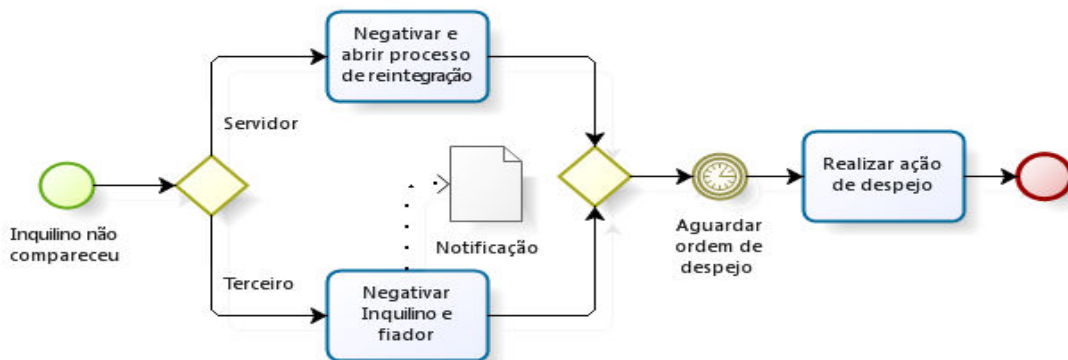 Negativar e
abrir processo
de reintegração
Servidor
Inquilino não
compareceu
Notificação
Terceiro
Negativar
Inquilino e
fiador
Aguardar
ordem de
despejo
Realizar ação
de despejo